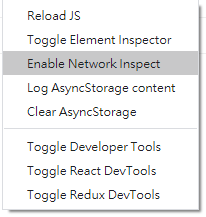 Reload JS
Toggle Element Inspector
Enable Network Inspect
Log AsyncStorage content
Clear AsyncStorage
Toggle Developer Tools
Toggle React DevTools
Toggle Redux DevTools